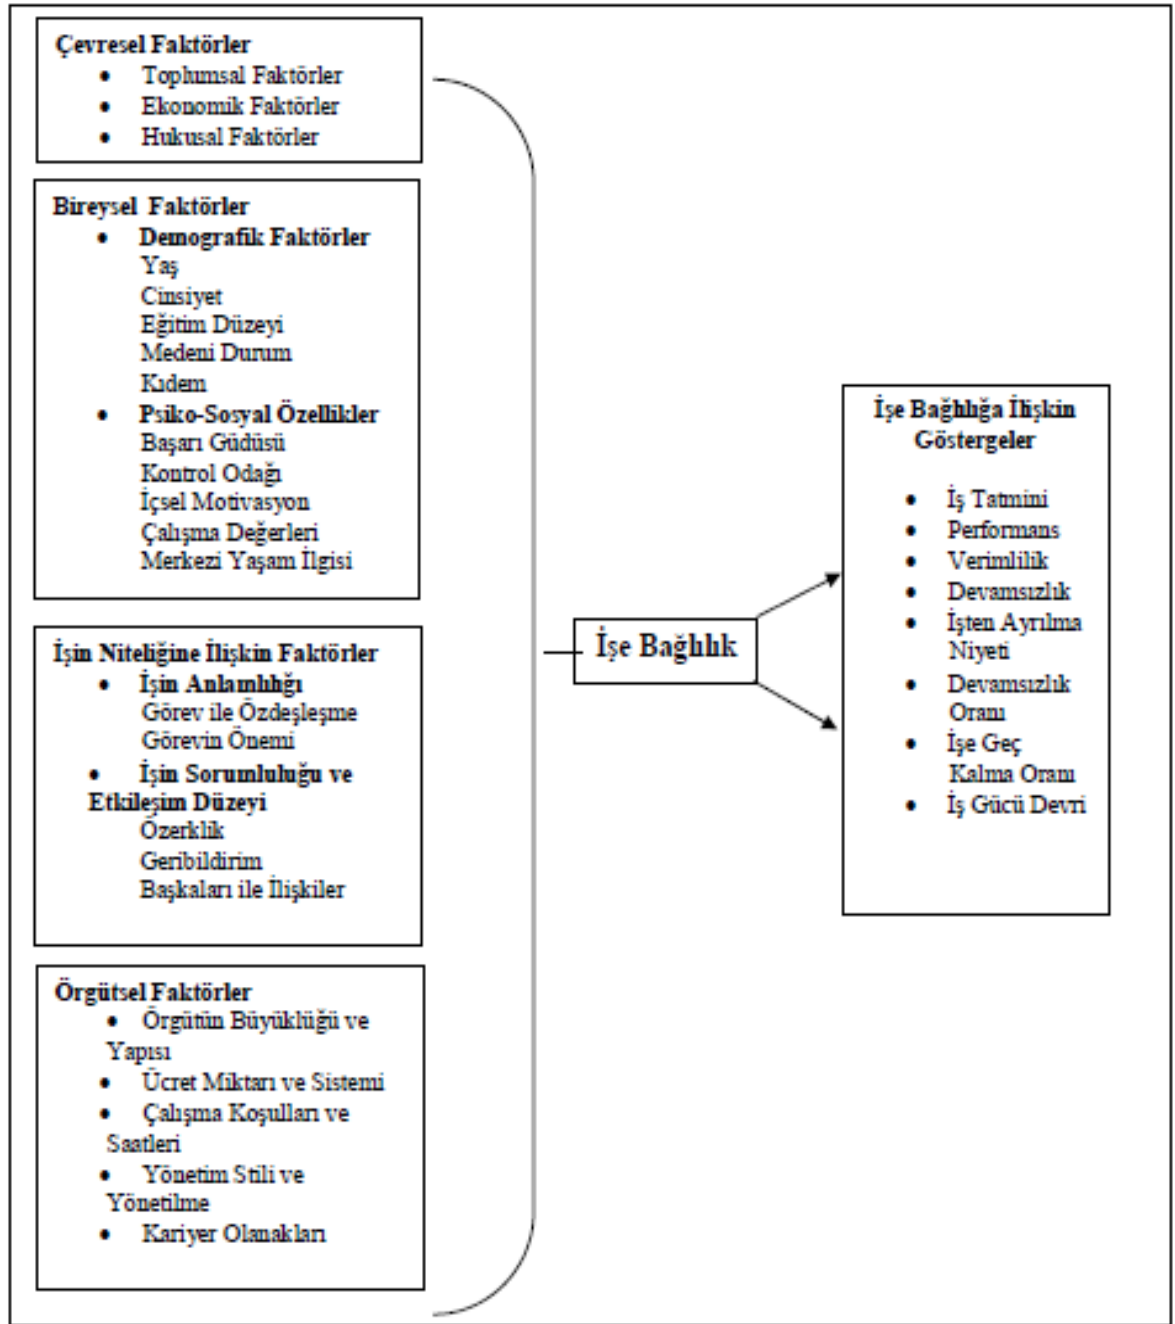 Çevresel Faktörler
• Toplumsal Faktörler
• Ekonomik Faktörler
• Hukusal Faktörler
Bireysel Faktörler
• Demografik Faktörler
Yaş
Cinsiyet
Eğitim Düzeyi
Medeni Durum
Kıdem
• Psiko-Sosyal Özellikler
Başarı Güdüsü
Kontrol Odağı
İçsel Motivasyon
Çalışma Değerleri
Merkezi Yaşam İlgisi
İşin Niteliğine İlişkin Faktörler
• İşin Anlamlılığı
Görev ile Özdeşleşme
Görevin Önemi
• İşin Sorumluluğu ve
Etkileşim Düzeyi
Özerklik
Geribildirim
Başkaları ile İlişkiler
Örgütsel Faktörler
• Örgütün Büyüklüğü ve
Yapısı
• Ücret Miktarı ve Sistemi
• Çalışma Koşulları ve
Saatleri
• Yönetim Stili ve
Yönetilme
• Kariyer Olanakları
İşe Bağlılık
İşe Bağlılığa İlişkin
Göstergeler
• İş Tatmini
• Performans
• Verimlilik
• Devamsızlık
• İşten Ayrılma
Niyeti
• Devamsızlık
Oranı
• İşe Geç
Kalma Oranı
• İş Gücü Devri